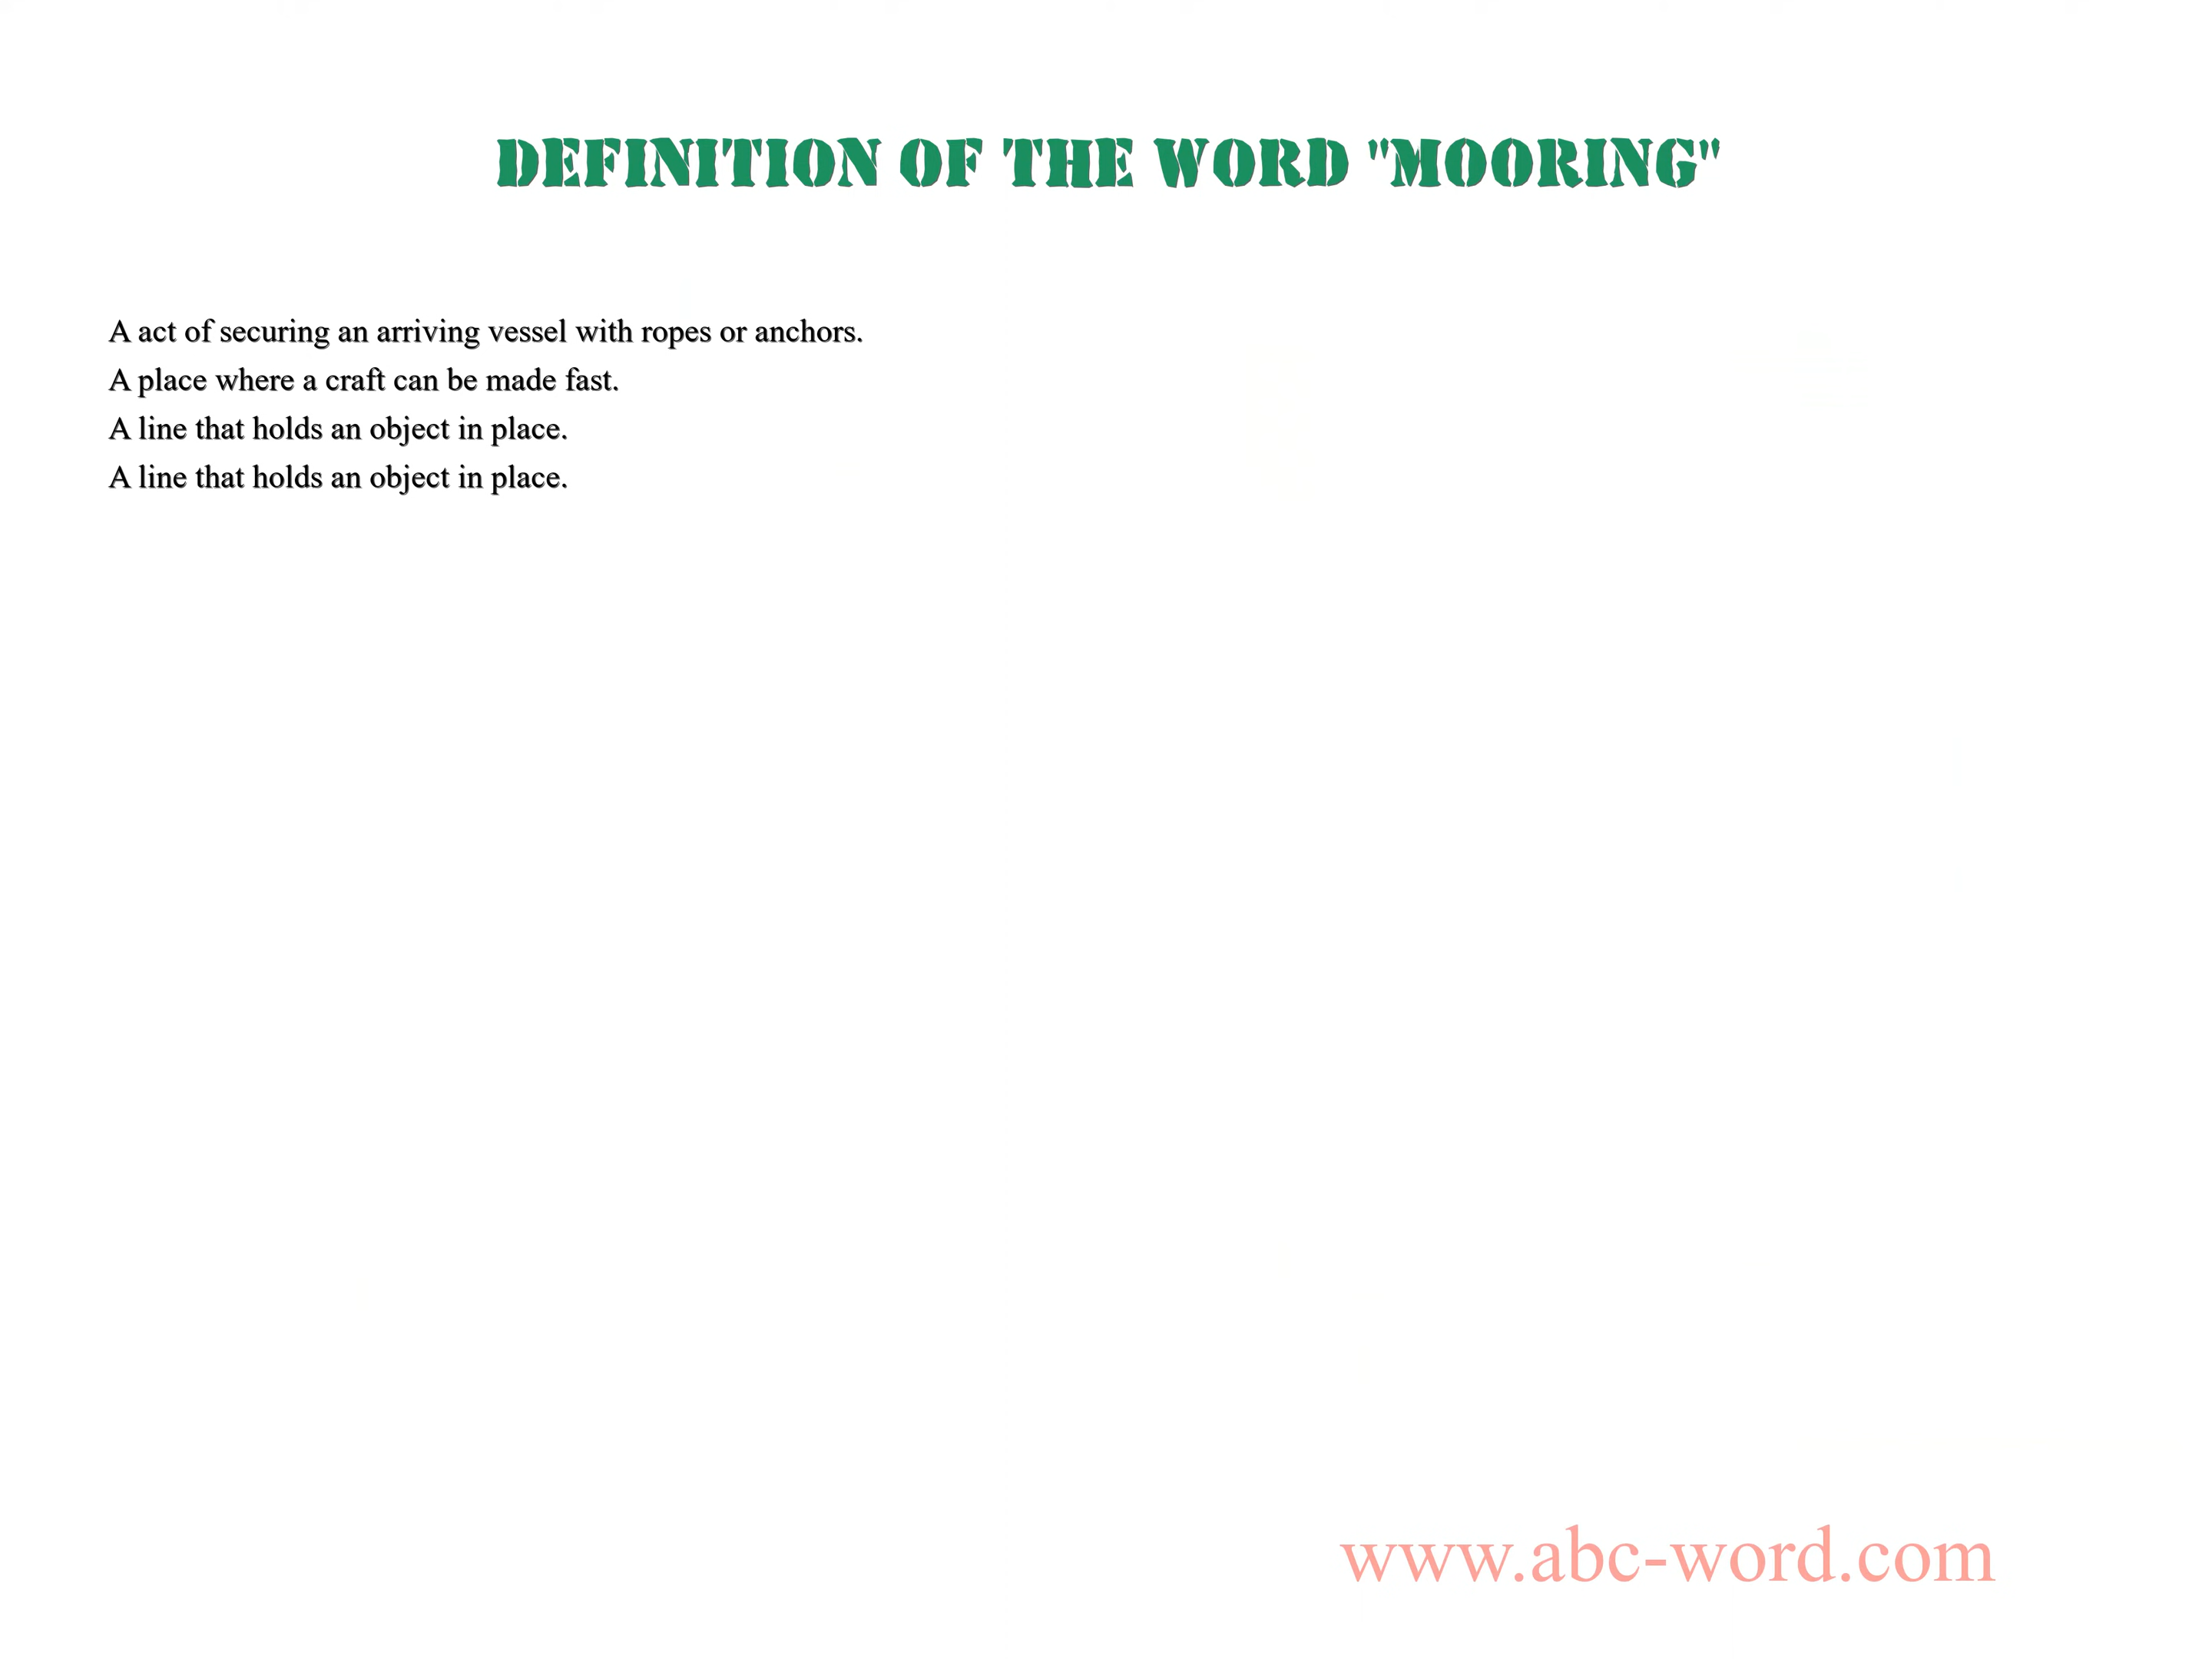 DEFINITION OF THE WORD "MOORING"
A act of securing an arriving vessel with ropes or anchors.
A place where a craft can be made fast.
A line that holds an object in place.
A line that holds an object in place.
www.abc-word.com